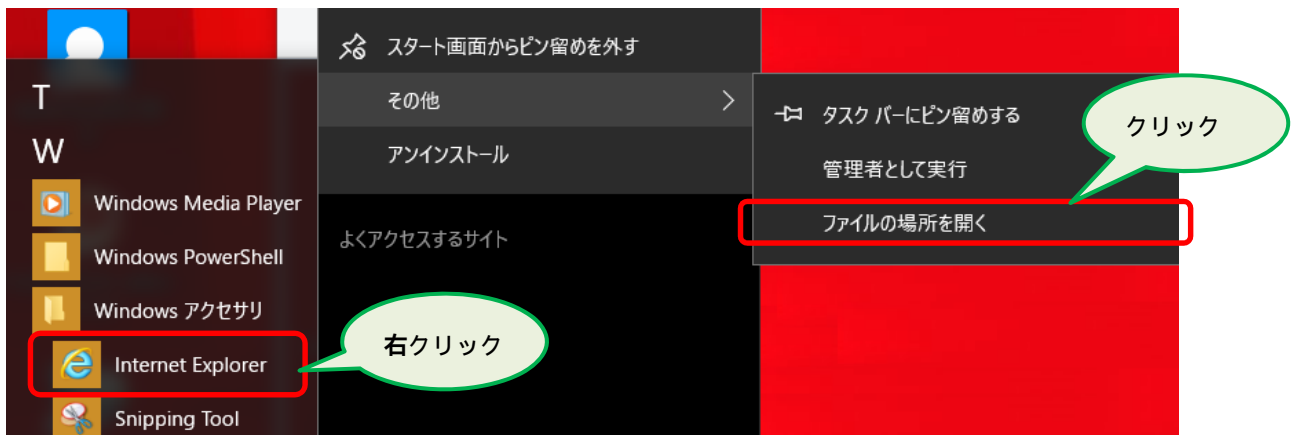 T
W
Windows Media Player
Windows PowerShell
Windows アクセサリ
Internet Explorer
Snipping Tool
スタート画面からピン留めを外す
その他
アンインストール
よくアクセスするサイト
右クリック
タスク バーにピン留めする
管理者として実行
ファイルの場所を開く
クリック